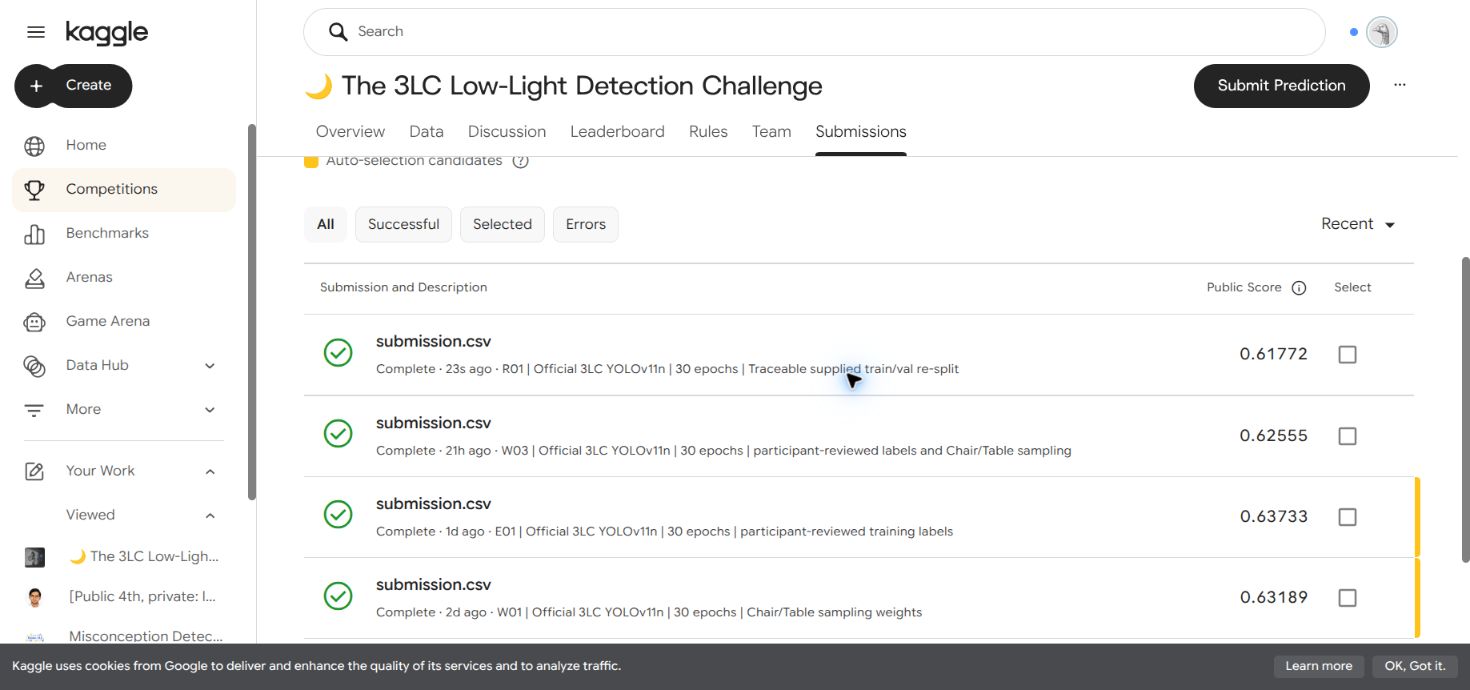 kaggle
Search
Create
Home
Competitions
Benchmarks
Arenas
Game Arena
Data Hub
More
Your Work
Viewed
🌙 The 3LC Low-Ligh...
[Public 4th, private: l...
Misconception Detec...
🌙 The 3LC Low-Light Detection Challenge
Submit Prediction
Overview Data Discussion Leaderboard Rules Team Submissions
Auto-selection candidates
All Successful Selected Errors
Recent
Submission and Description Public Score Select
submission.csv
Complete · 23s ago · R01 | Official 3LC YOLOv11n | 30 epochs | Traceable supplied train/val re-split
0.61772
submission.csv
Complete · 21h ago · W03 | Official 3LC YOLOv11n | 30 epochs | participant-reviewed labels and Chair/Table sampling
0.62555
submission.csv
Complete · 1d ago · E01 | Official 3LC YOLOv11n | 30 epochs | participant-reviewed training labels
0.63733
submission.csv
Complete · 2d ago · W01 | Official 3LC YOLOv11n | 30 epochs | Chair/Table sampling weights
0.63189
Kaggle uses cookies from Google to deliver and enhance the quality of its services and to analyze traffic.
Learn more
OK, Got it.